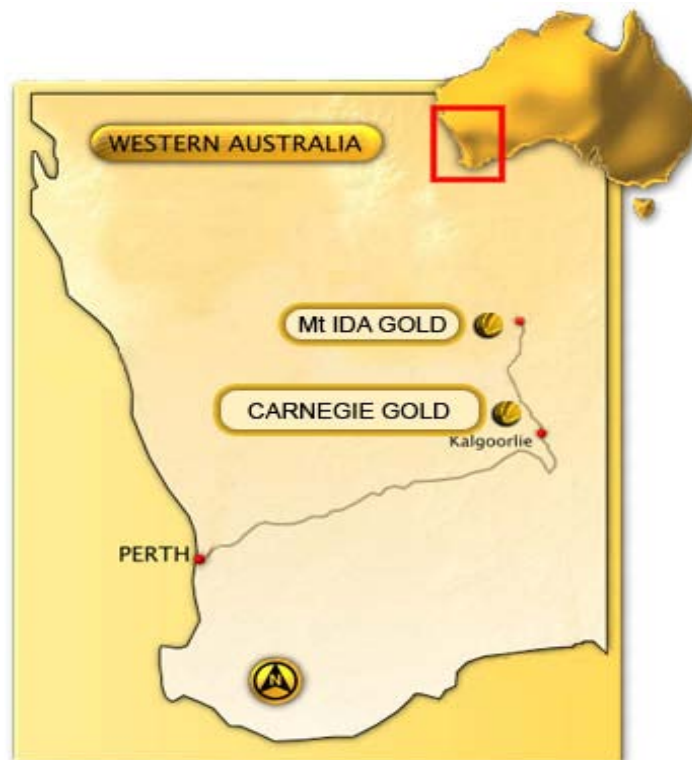 WESTERN AUSTRALIA
Mt IDA GOLD
CARNEGIE GOLD
Kalgoorlie
PERTH
N